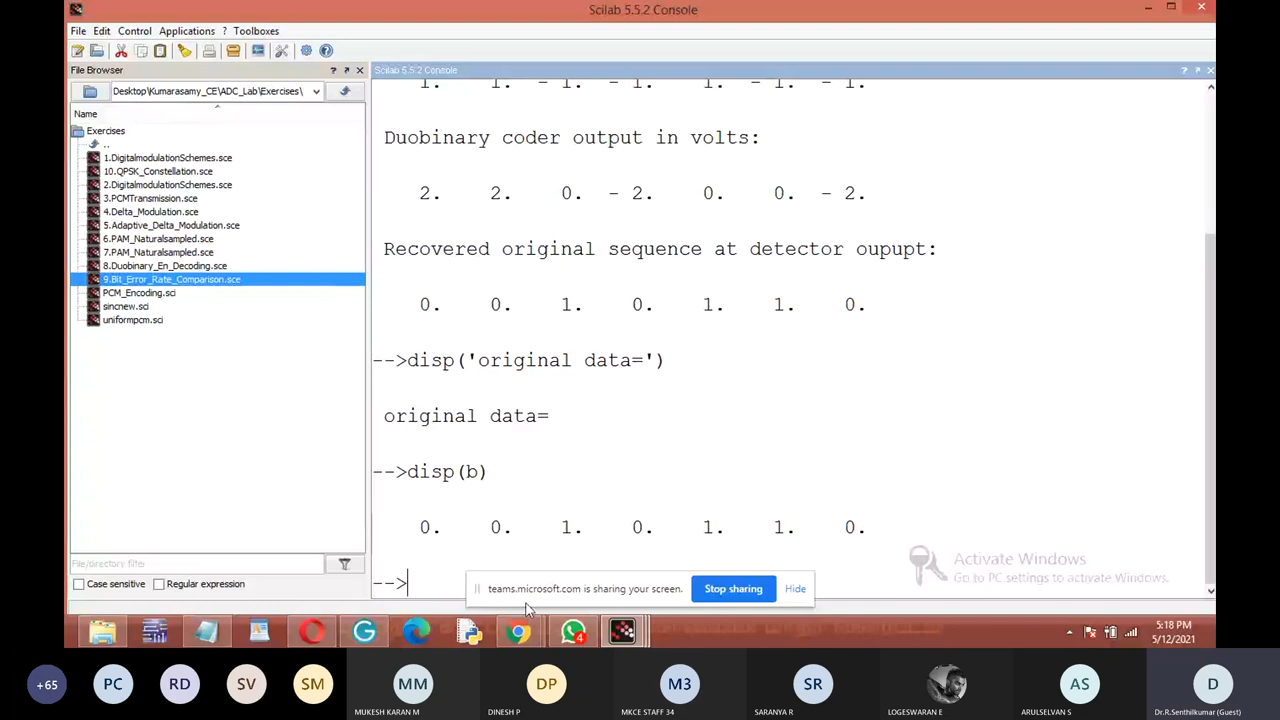 Scilab 5.5.2 Console
File Edit Control Applications ? Toolboxes
File Browser ? Scilab 5.5.2 Console ?
Desktop\Kumarasamy_CE\ADC_Lab\Exercises\
Name
Exercises
..
1.DigitalmodulationSchemes.sce
10.QPSK_Constellation.sce
2.DigitalmodulationSchemes.sce
3.PCMTransmission.sce
4.Delta_Modulation.sce
5.Adaptive_Delta_Modulation.sce
6.PAM_Naturalsampled.sce
7.PAM_Naturalsampled.sce
8.Duobinary_En_Decoding.sce
9.Bit_Error_Rate_Comparison.sce
PCM_Encoding.sci
sincnew.sci
uniformpcm.sci
File/directory filter
Case sensitive Regular expression
1. 1. - 1. - 1. 1. - 1. - 1.
Duobinary coder output in volts:
2. 2. 0. - 2. 0. 0. - 2.
Recovered original sequence at detector oupupt:
0. 0. 1. 0. 1. 1. 0.
-->disp('original data=')
original data=
-->disp(b)
0. 0. 1. 0. 1. 1. 0.
-->
Activate Windows
Go to PC settings to activate Windows.
teams.microsoft.com is sharing your screen. Stop sharing Hide
4
5:18 PM
5/12/2021
+65 PC RD SV SM MM DP M3 SR AS D
MUKESH KARAN M DINESH P MKCE STAFF 34 SARANYA R LOGESWARAN E ARULSELVAN S Dr.R.Senthilkumar (Guest)